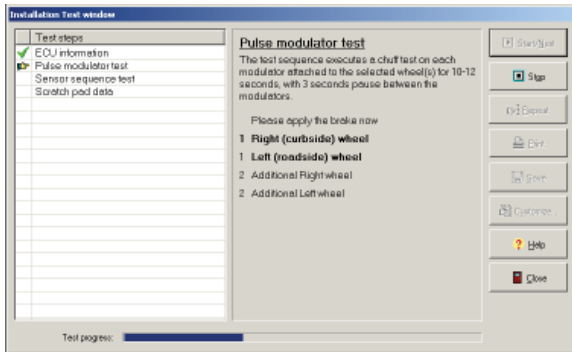 Installation Test window
Test steps
ECU information
Pulse modulator test
Sensor sequence test
Scratch pad data
Pulse modulator test
The test sequence executes a chuff test on each
modulator attached to the selected wheel(s) for 10-12
seconds, with 3 seconds pause between the
modulators.
Please apply the brake now
1 Right (curbside) wheel
1 Left (roadside) wheel
2 Additional Right wheel
2 Additional Left wheel
Start/Next
Stop
Repeat
Print
Save
Customize...
Help
Close
Test progress: